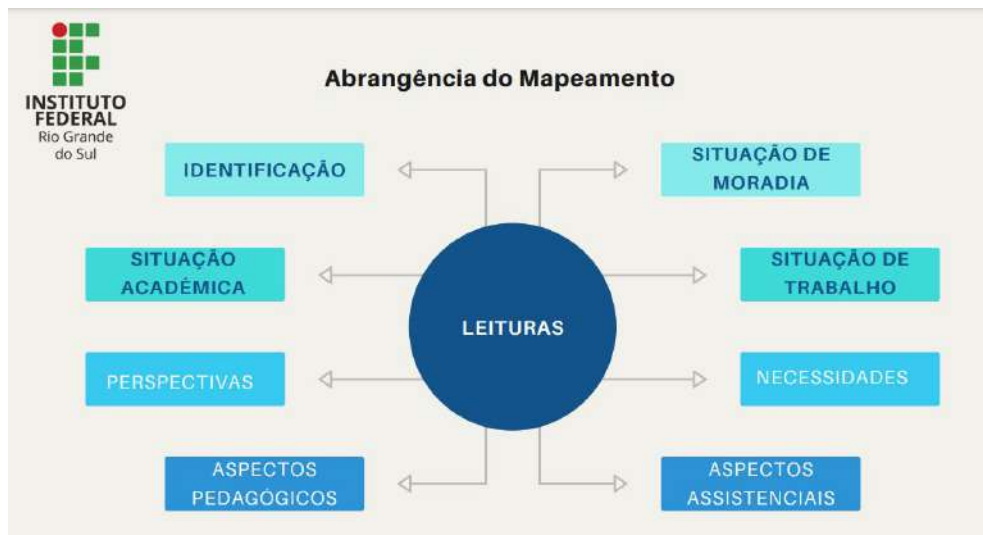 INSTITUTO
FEDERAL
Rio Grande
do Sul
Abrangência do Mapeamento
IDENTIFICAÇÃO
SITUAÇÃO DE
MORADIA
SITUAÇÃO
ACADÊMICA
SITUAÇÃO DE
TRABALHO
LEITURAS
PERSPECTIVAS
NECESSIDADES
ASPECTOS
PEDAGÓGICOS
ASPECTOS
ASSISTENCIAIS